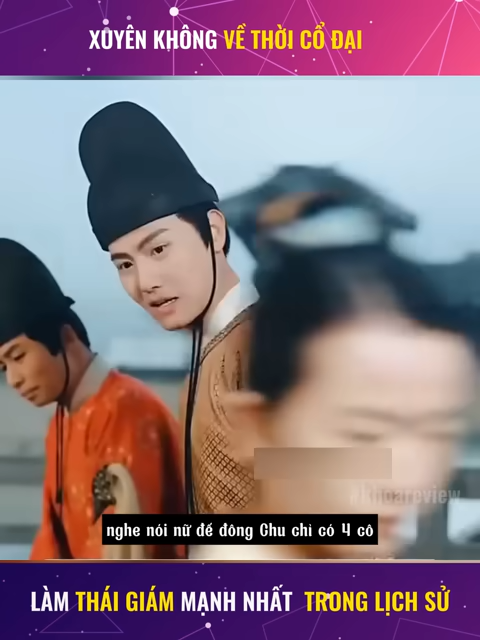 XUYÊN KHÔNG VỀ THỜI CỔ ĐẠI
#khoareview
nghe nói nữ đế đông Chu chỉ có 4 cô
LÀM THÁI GIÁM MẠNH NHẤT TRONG LỊCH SỬ